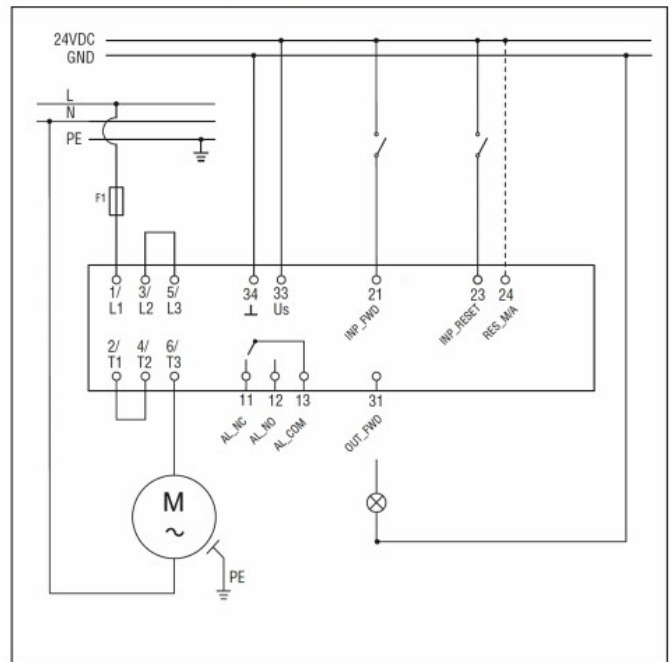 24VDC
GND
L
N
PE
F1
1/ 3/ 5/ 34 33 21 23 24
L1 L2 L3 ⊥ Us INP_FWD INP_RESET RES_M/A
2/ 4/ 6/
T1 T2 T3
11 12 13 31
AL_NC AL_NO AL_COM OUT_FWD
M
~
PE